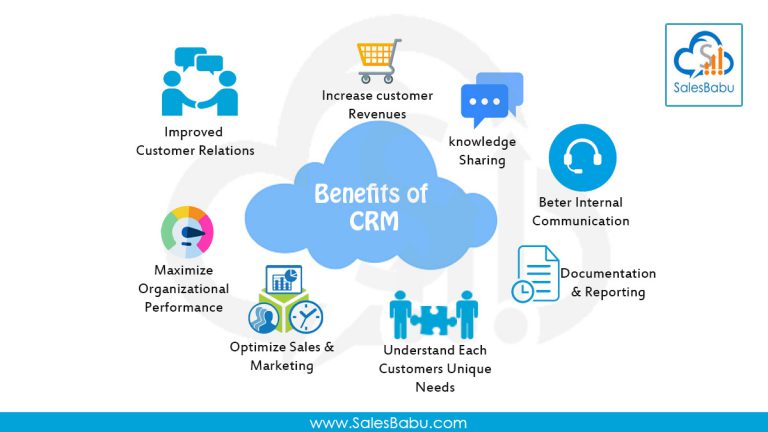 SalesBabu
Increase customer
Revenues
Improved
Customer Relations
knowledge
Sharing
Beter Internal
Communication
Benefits of
CRM
Maximize
Organizational
Performance
Documentation
& Reporting
Optimize Sales &
Marketing
Understand Each
Customers Unique
Needs
www.SalesBabu.com